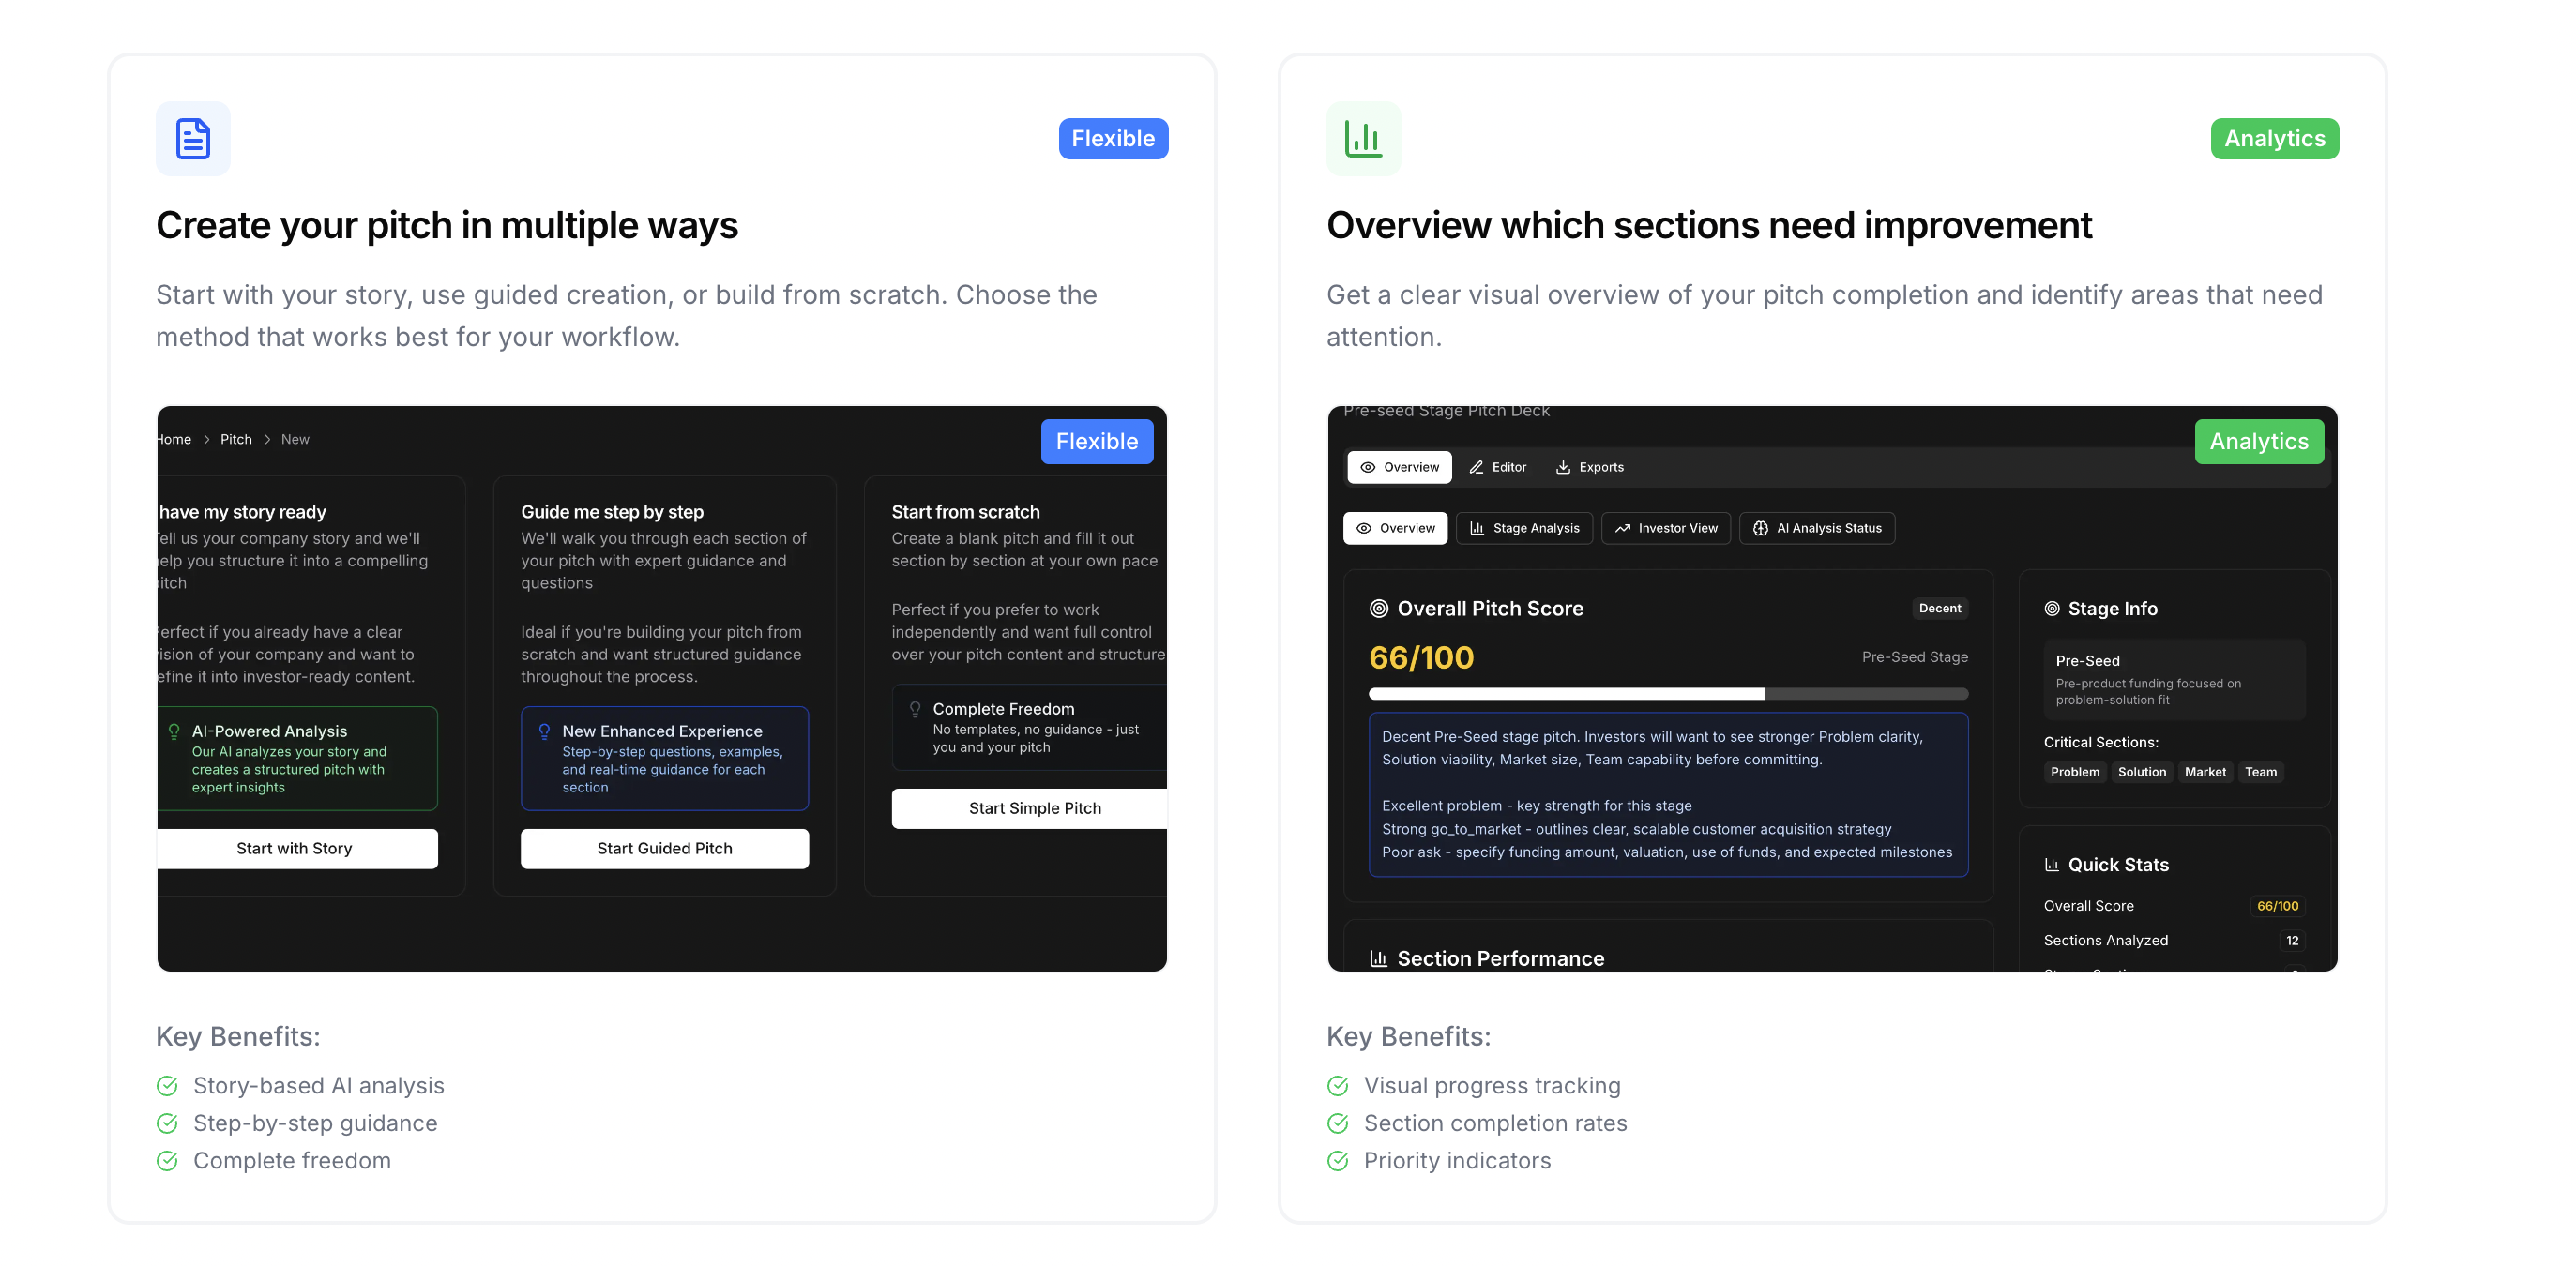 Flexible
Create your pitch in multiple ways
Start with your story, use guided creation, or build from scratch. Choose the
method that works best for your workflow.
Home > Pitch > New
Flexible
have my story ready
Tell us your company story and we'll
help you structure it into a compelling
pitch
Perfect if you already have a clear
vision of your company and want to
refine it into investor-ready content.
AI-Powered Analysis
Our AI analyzes your story and
creates a structured pitch with
expert insights
Start with Story
Guide me step by step
We'll walk you through each section of
your pitch with expert guidance and
questions
Ideal if you're building your pitch from
scratch and want structured guidance
throughout the process.
New Enhanced Experience
Step-by-step questions, examples,
and real-time guidance for each
section
Start Guided Pitch
Start from scratch
Create a blank pitch and fill it out
section by section at your own pace
Perfect if you prefer to work
independently and want full control
over your pitch content and structure
Complete Freedom
No templates, no guidance - just
you and your pitch
Start Simple Pitch
Key Benefits:
Story-based AI analysis
Step-by-step guidance
Complete freedom
Analytics
Overview which sections need improvement
Get a clear visual overview of your pitch completion and identify areas that need
attention.
Pre-seed Stage Pitch Deck
Analytics
Overview Editor Exports
Overview Stage Analysis Investor View AI Analysis Status
Overall Pitch Score Decent
66/100 Pre-Seed Stage
Decent Pre-Seed stage pitch. Investors will want to see stronger Problem clarity,
Solution viability, Market size, Team capability before committing.
Excellent problem - key strength for this stage
Strong go_to_market - outlines clear, scalable customer acquisition strategy
Poor ask - specify funding amount, valuation, use of funds, and expected milestones
Section Performance
Stage Info
Pre-Seed
Pre-product funding focused on
problem-solution fit
Critical Sections:
Problem Solution Market Team
Quick Stats
Overall Score 66/100
Sections Analyzed 12
Key Benefits:
Visual progress tracking
Section completion rates
Priority indicators